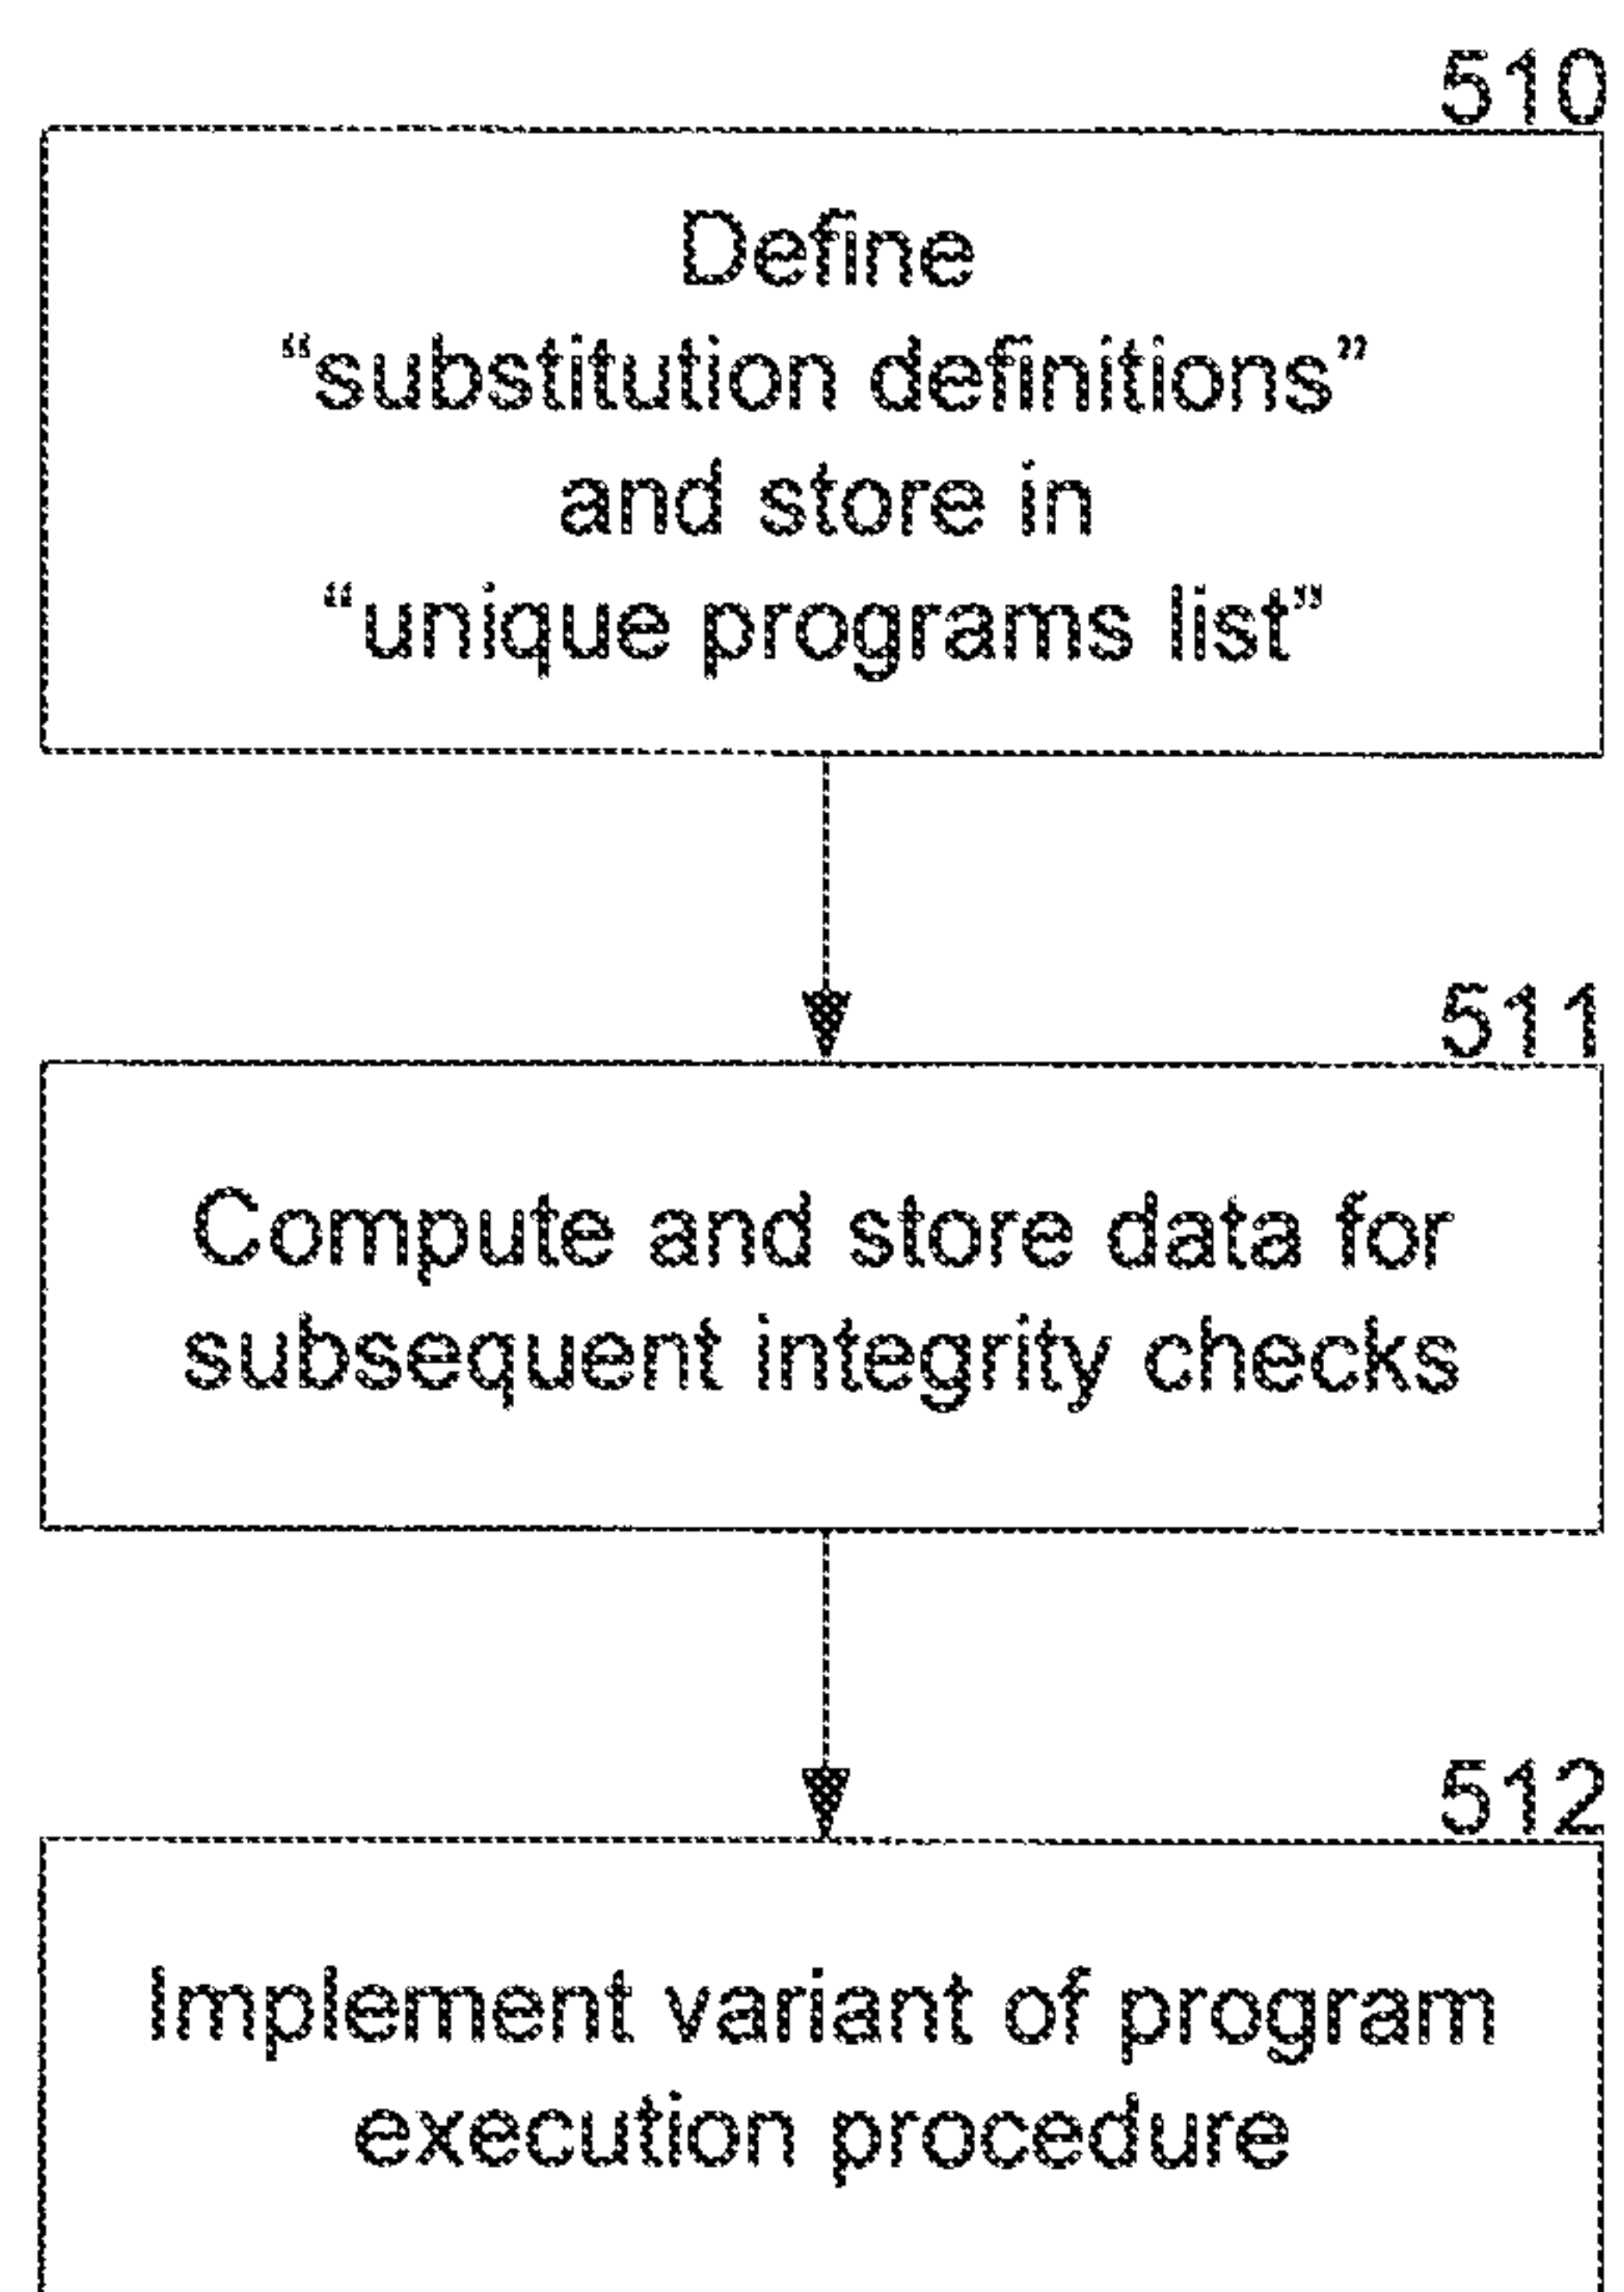 510
Define
“substitution definitions”
and store in
“unique programs list”
511
Compute and store data for
subsequent integrity checks
512
Implement variant of program
execution procedure